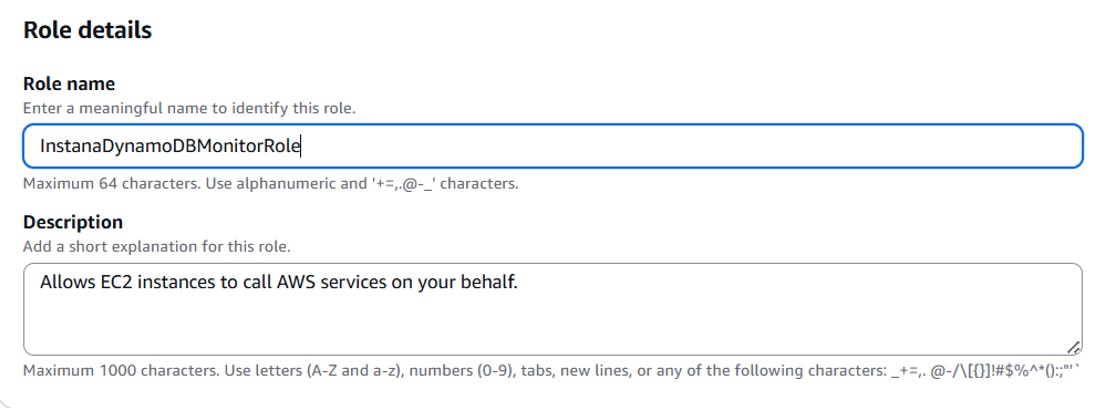 Role details
Role name
Enter a meaningful name to identify this role.
InstanaDynamoDBMonitorRole
Maximum 64 characters. Use alphanumeric and '+=,.@-_' characters.
Description
Add a short explanation for this role.
Allows EC2 instances to call AWS services on your behalf.
Maximum 1000 characters. Use letters (A-Z and a-z), numbers (0-9), tabs, new lines, or any of the following characters: _+=,. @-/\[{}]!#$%^*();:"'`